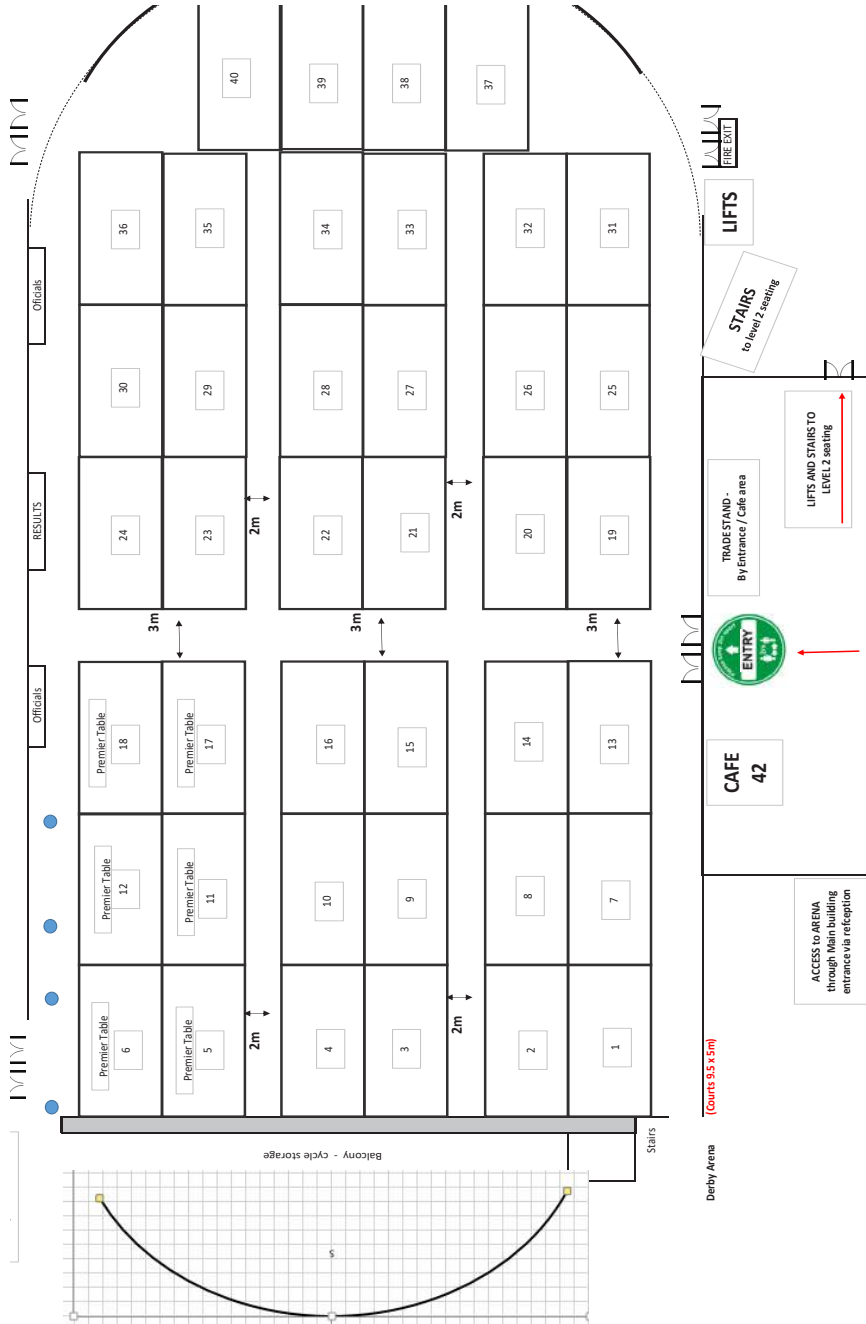 40
39
38
37
FIRE EXIT
LIFTS
36
35
34
33
32
31
Oficials
STAIRS
to level 2 seating
30
29
28
27
26
25
LIFTS AND STAIRS TO
LEVEL 2 seating
RESULTS
24
23
2m
22
21
2m
20
19
TRADE STAND -
By Entrance / Cafe area
3m
3m
3m
ENTRY
Officials
Premier Table
18
Premier Table
17
16
15
14
13
CAFE
42
Premier Table
12
Premier Table
11
10
9
8
7
ACCESS to ARENA
through Main building
entrance via refception
Premier Table
6
Premier Table
5
2m
4
3
2m
2
1
(Courts 9.5 x 5m)
Balcony - cycle storage
Stairs
Derby Arena